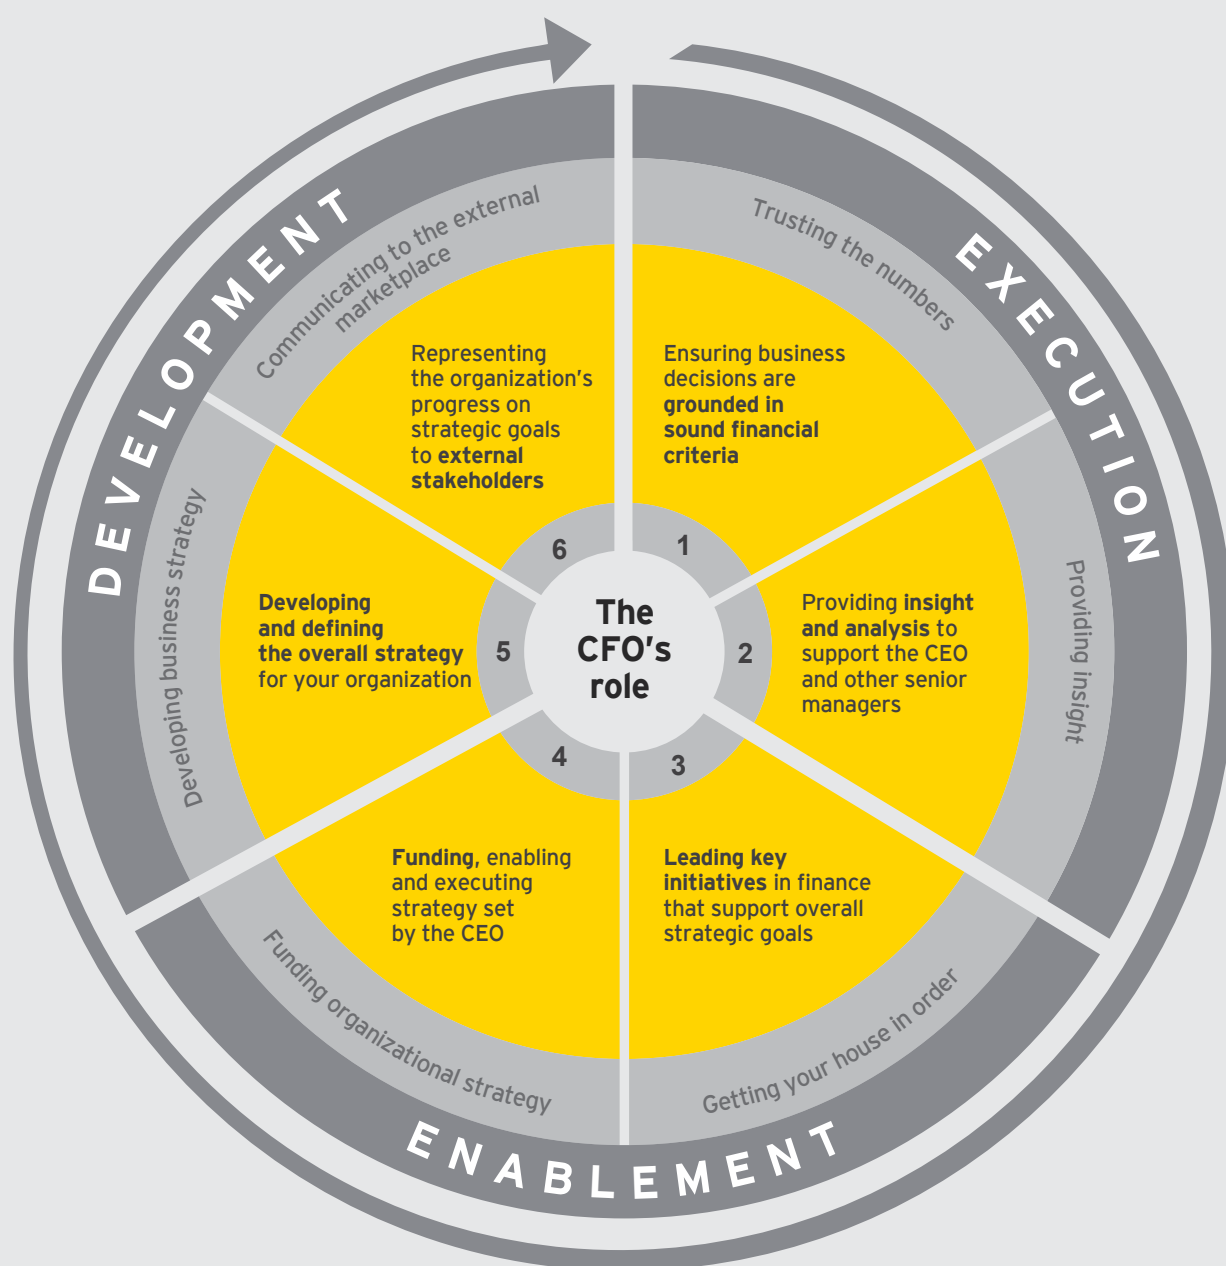 The
CFO's
role
EXECUTION
Trusting the numbers
1
Ensuring business
decisions are
grounded in
sound financial
criteria
Providing insight
2
Providing insight
and analysis to
support the CEO
and other senior
managers
ENABLEMENT
Getting your house in order
3
Leading key
initiatives in finance
that support overall
strategic goals
Funding organizational strategy
4
Funding, enabling
and executing
strategy set
by the CEO
DEVELOPMENT
Developing business strategy
5
Developing
and defining
the overall strategy
for your organization
Communicating to the external
marketplace
6
Representing
the organization's
progress on
strategic goals
to external
stakeholders